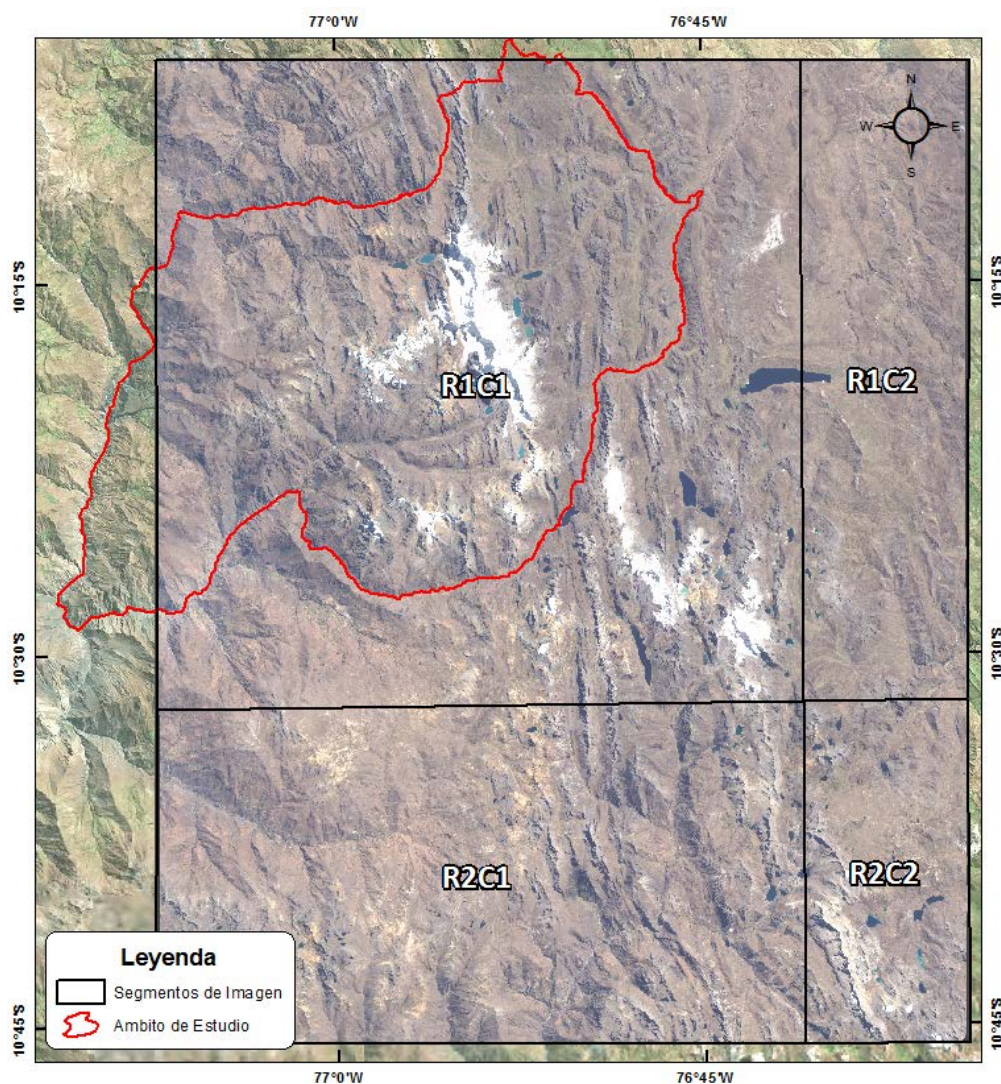 77°0'W
76°45'W
N
W
E
S
10°15'S
10°15'S
R1C1
R1C2
10°30'S
10°30'S
R2C1
R2C2
Leyenda
Segmentos de Imagen
Ambito de Estudio
10°45'S
10°45'S
77°0'W
76°45'W